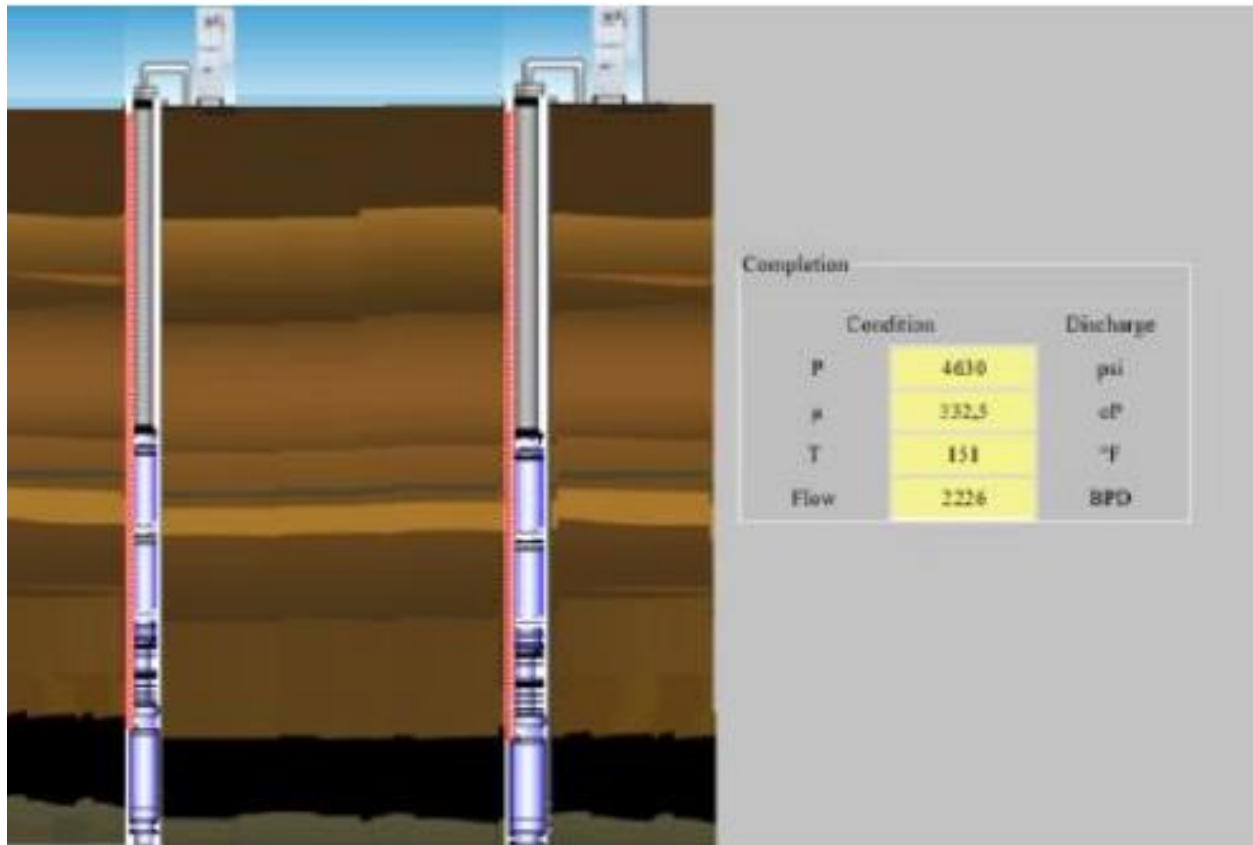 Completion
Condition Discharge
P 4630 psi
μ 332,5 cP
T 151 °F
Flow 2226 BPD